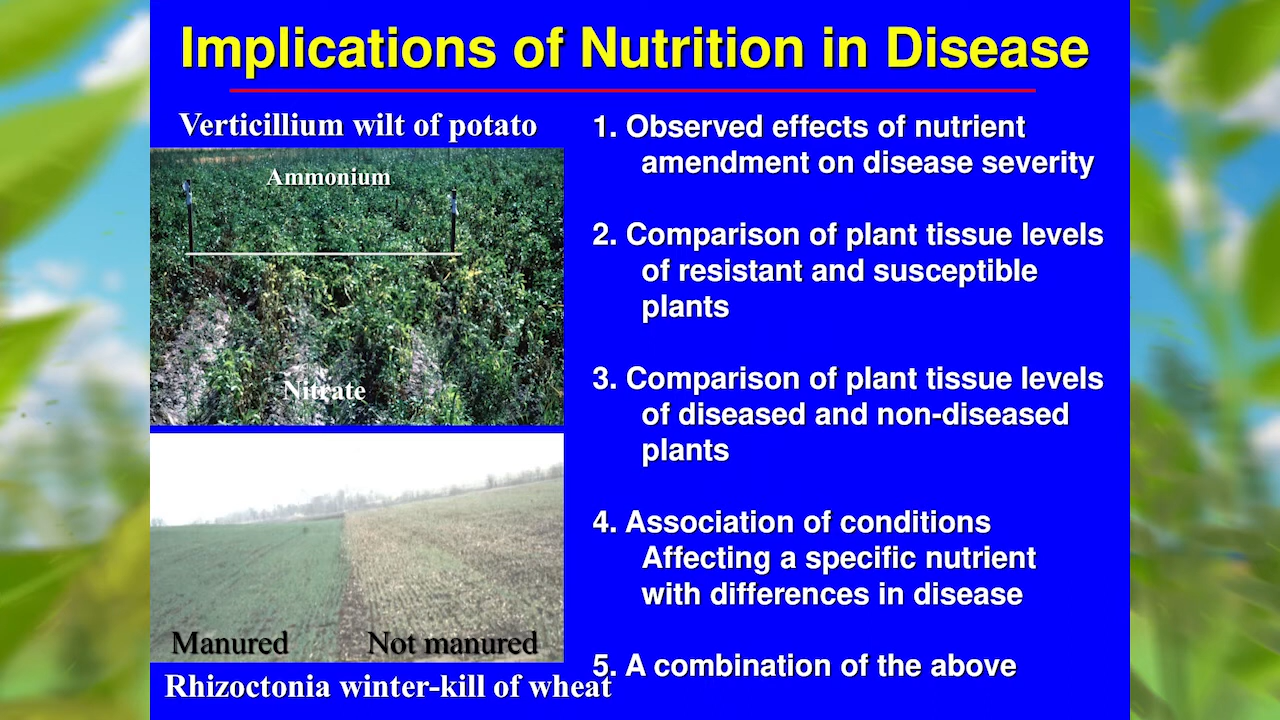 Implications of Nutrition in Disease
Verticillium wilt of potato
Ammonium
Nitrate
Manured
Not manured
Rhizoctonia winter-kill of wheat
1. Observed effects of nutrient
amendment on disease severity
2. Comparison of plant tissue levels
of resistant and susceptible
plants
3. Comparison of plant tissue levels
of diseased and non-diseased
plants
4. Association of conditions
Affecting a specific nutrient
with differences in disease
5. A combination of the above